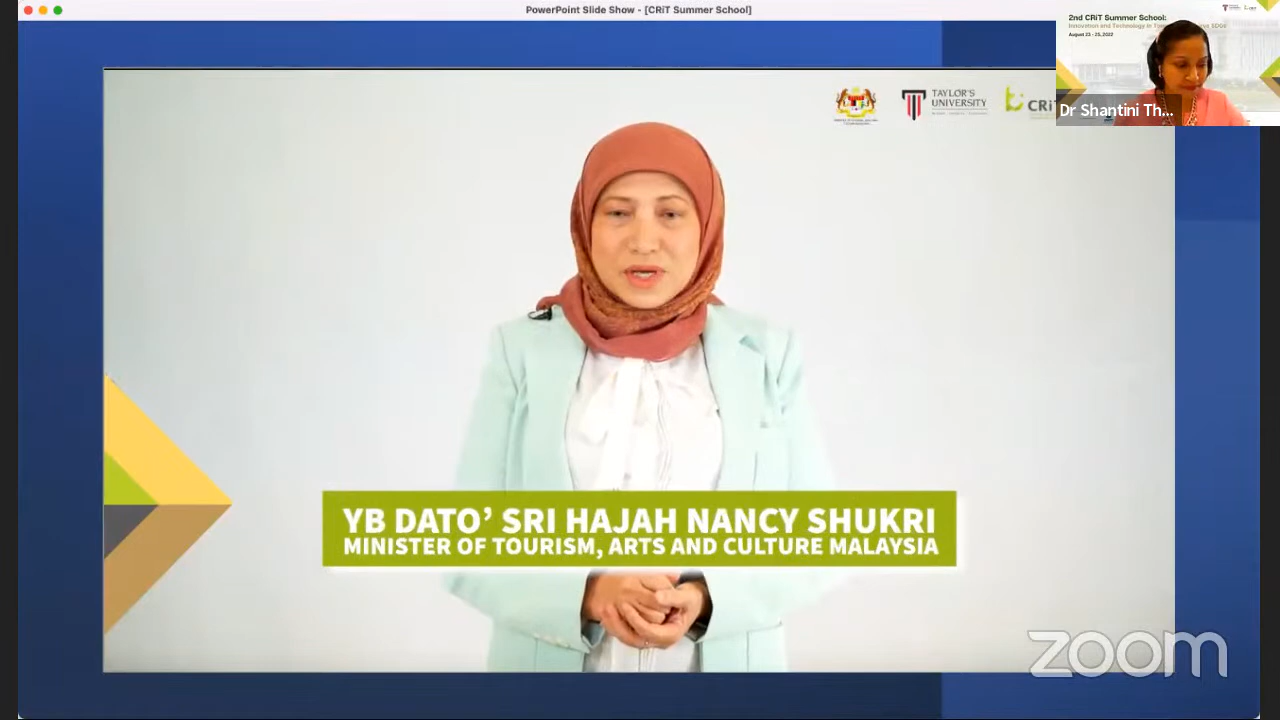 PowerPoint Slide Show - [CRiT Summer School]
2nd CRiT Summer School:
Innovation and Technology in
August 23 - 25, 2022
Dr Shantini Th...
TAYLOR'S
UNIVERSITY
CRi
YB DATO’ SRI HAJAH NANCY SHUKRI
MINISTER OF TOURISM, ARTS AND CULTURE MALAYSIA
zoom